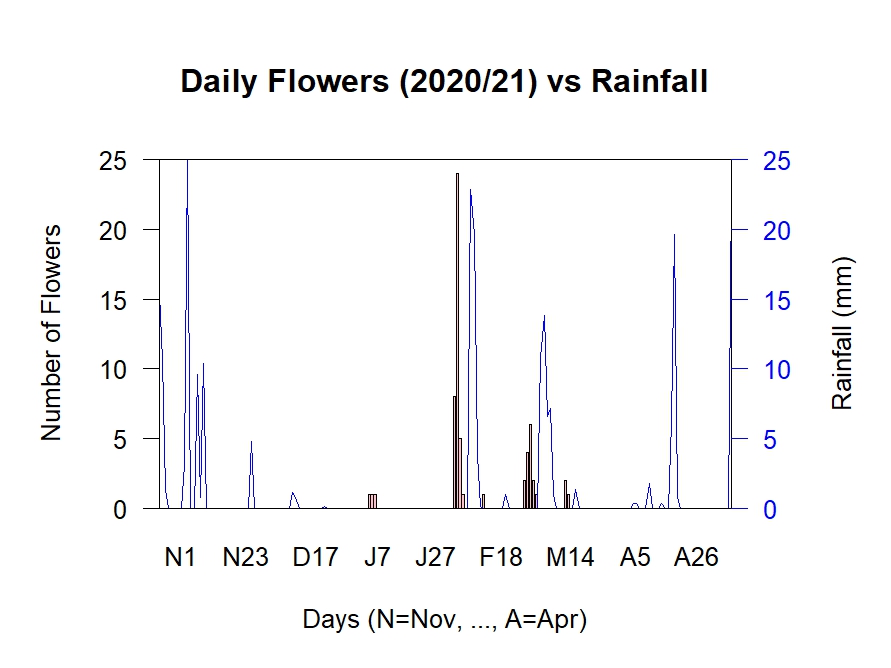 Daily Flowers (2020/21) vs Rainfall
Number of Flowers
25
20
15
10
5
0
25
20
15
10
5
0
Rainfall (mm)
N1 N23 D17 J7 J27 F18 M14 A5 A26
Days (N=Nov, ..., A=Apr)